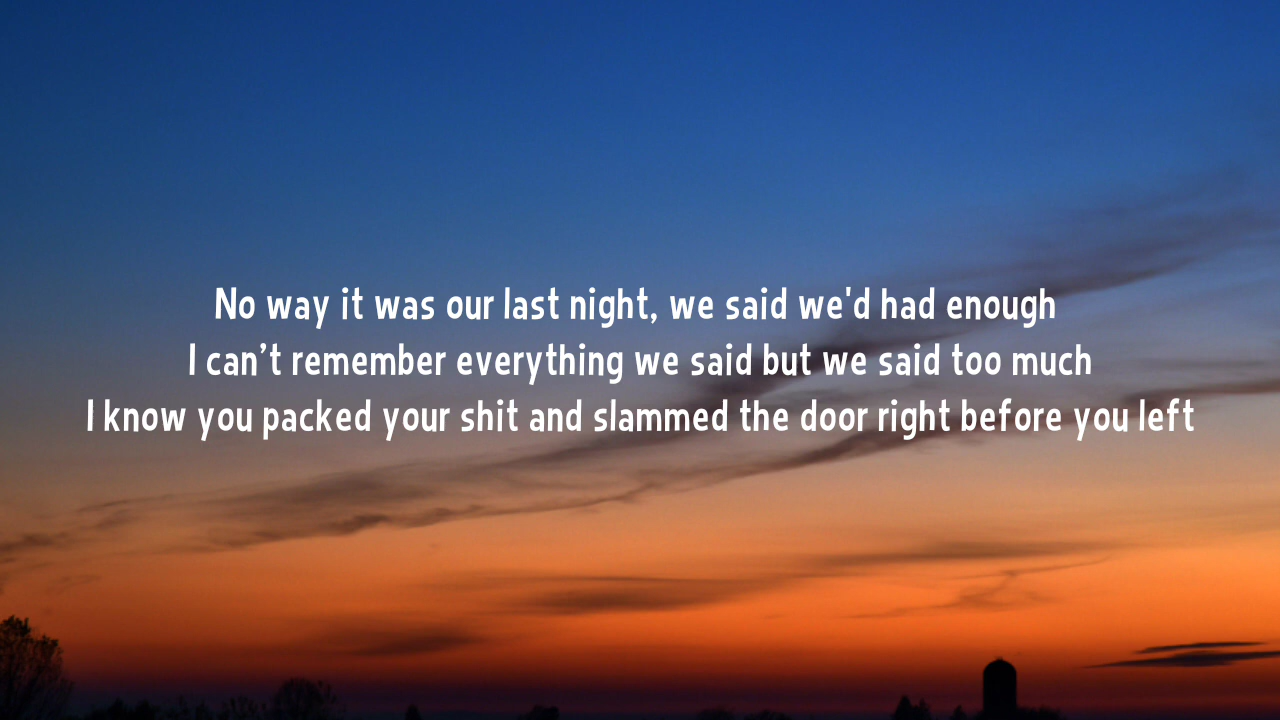 No way it was our last night, we said we'd had enough
I can’t remember everything we said but we said too much
I know you packed your shit and slammed the door right before you left